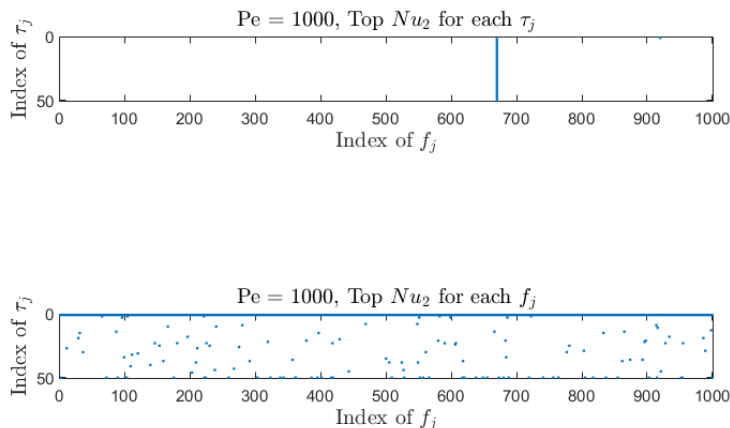 Pe = 1000, Top Nu₂ for each τⱼ
Index of τⱼ
0
50
0 100 200 300 400 500 600 700 800 900 1000
Index of fⱼ
Pe = 1000, Top Nu₂ for each fⱼ
Index of τⱼ
0
50
0 100 200 300 400 500 600 700 800 900 1000
Index of fⱼ